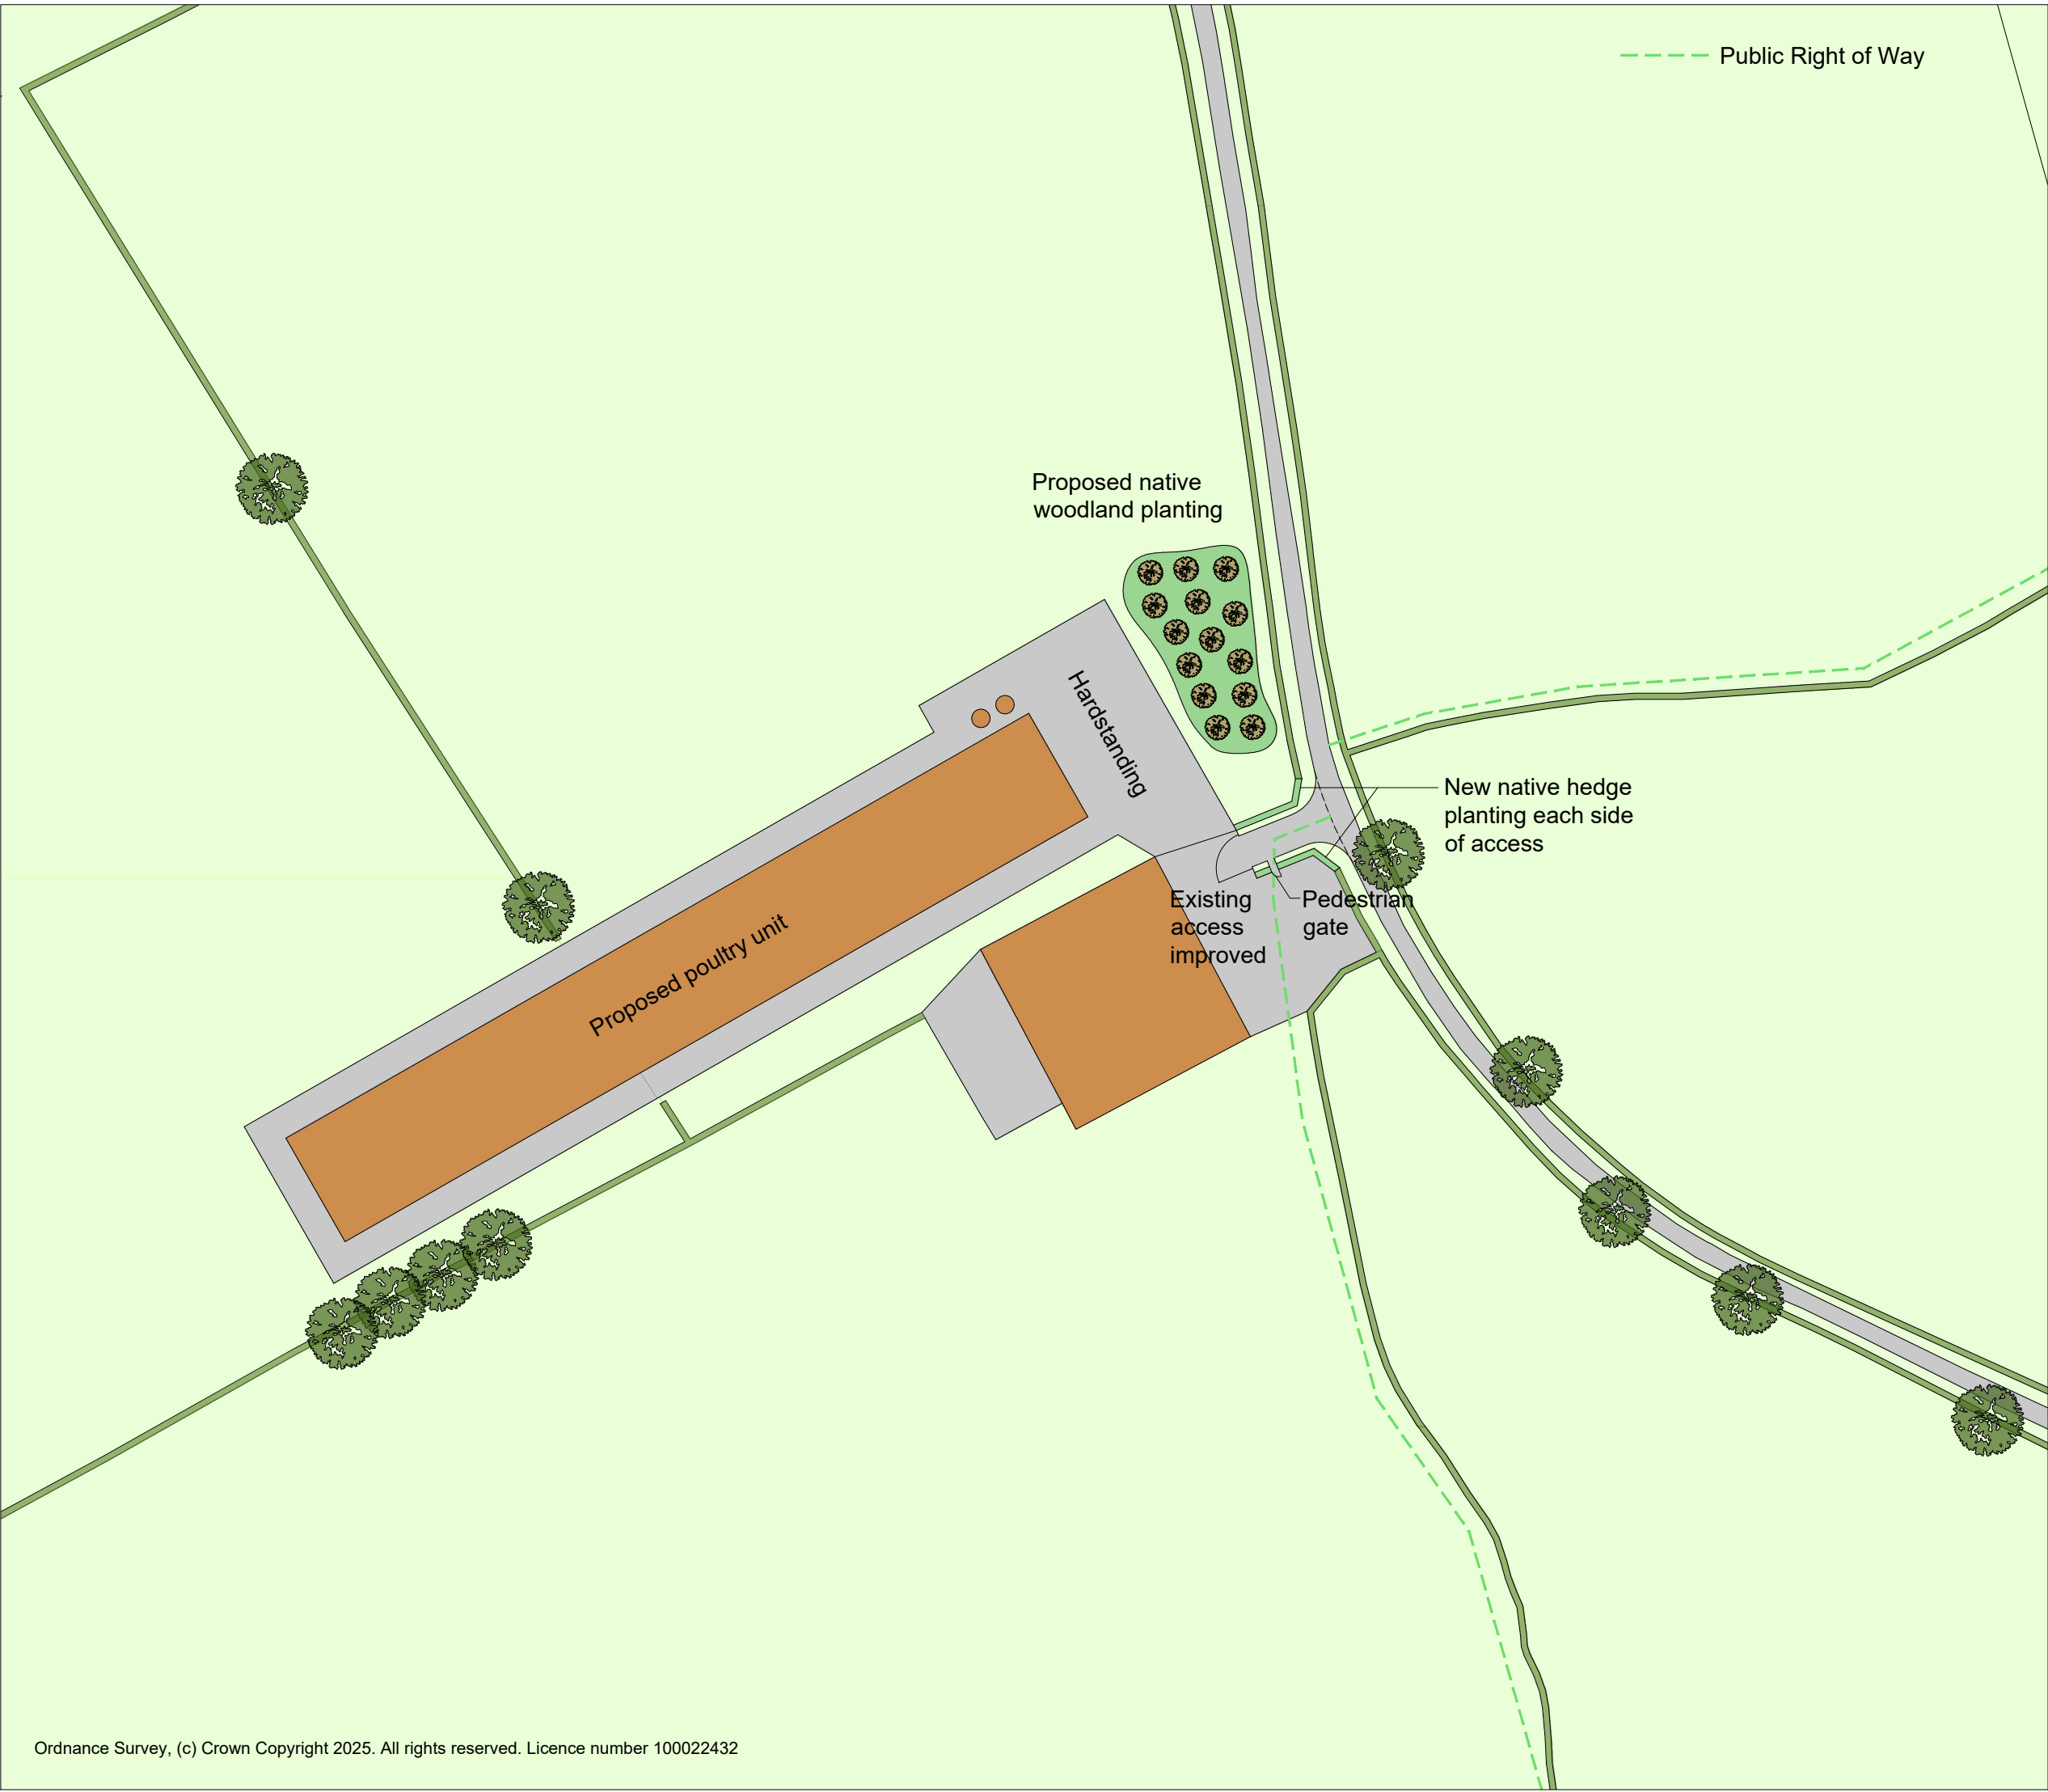 Public Right of Way
Proposed native
woodland planting
Hardstanding
New native hedge
planting each side
of access
Existing
access
improved
Pedestrian
gate
Proposed poultry unit
Ordnance Survey, (c) Crown Copyright 2025. All rights reserved. Licence number 100022432